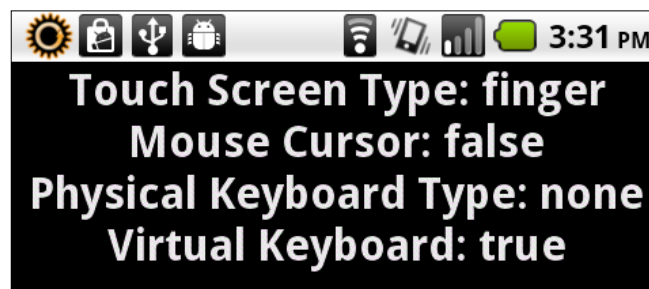 3:31 PM
Touch Screen Type: finger
Mouse Cursor: false
Physical Keyboard Type: none
Virtual Keyboard: true